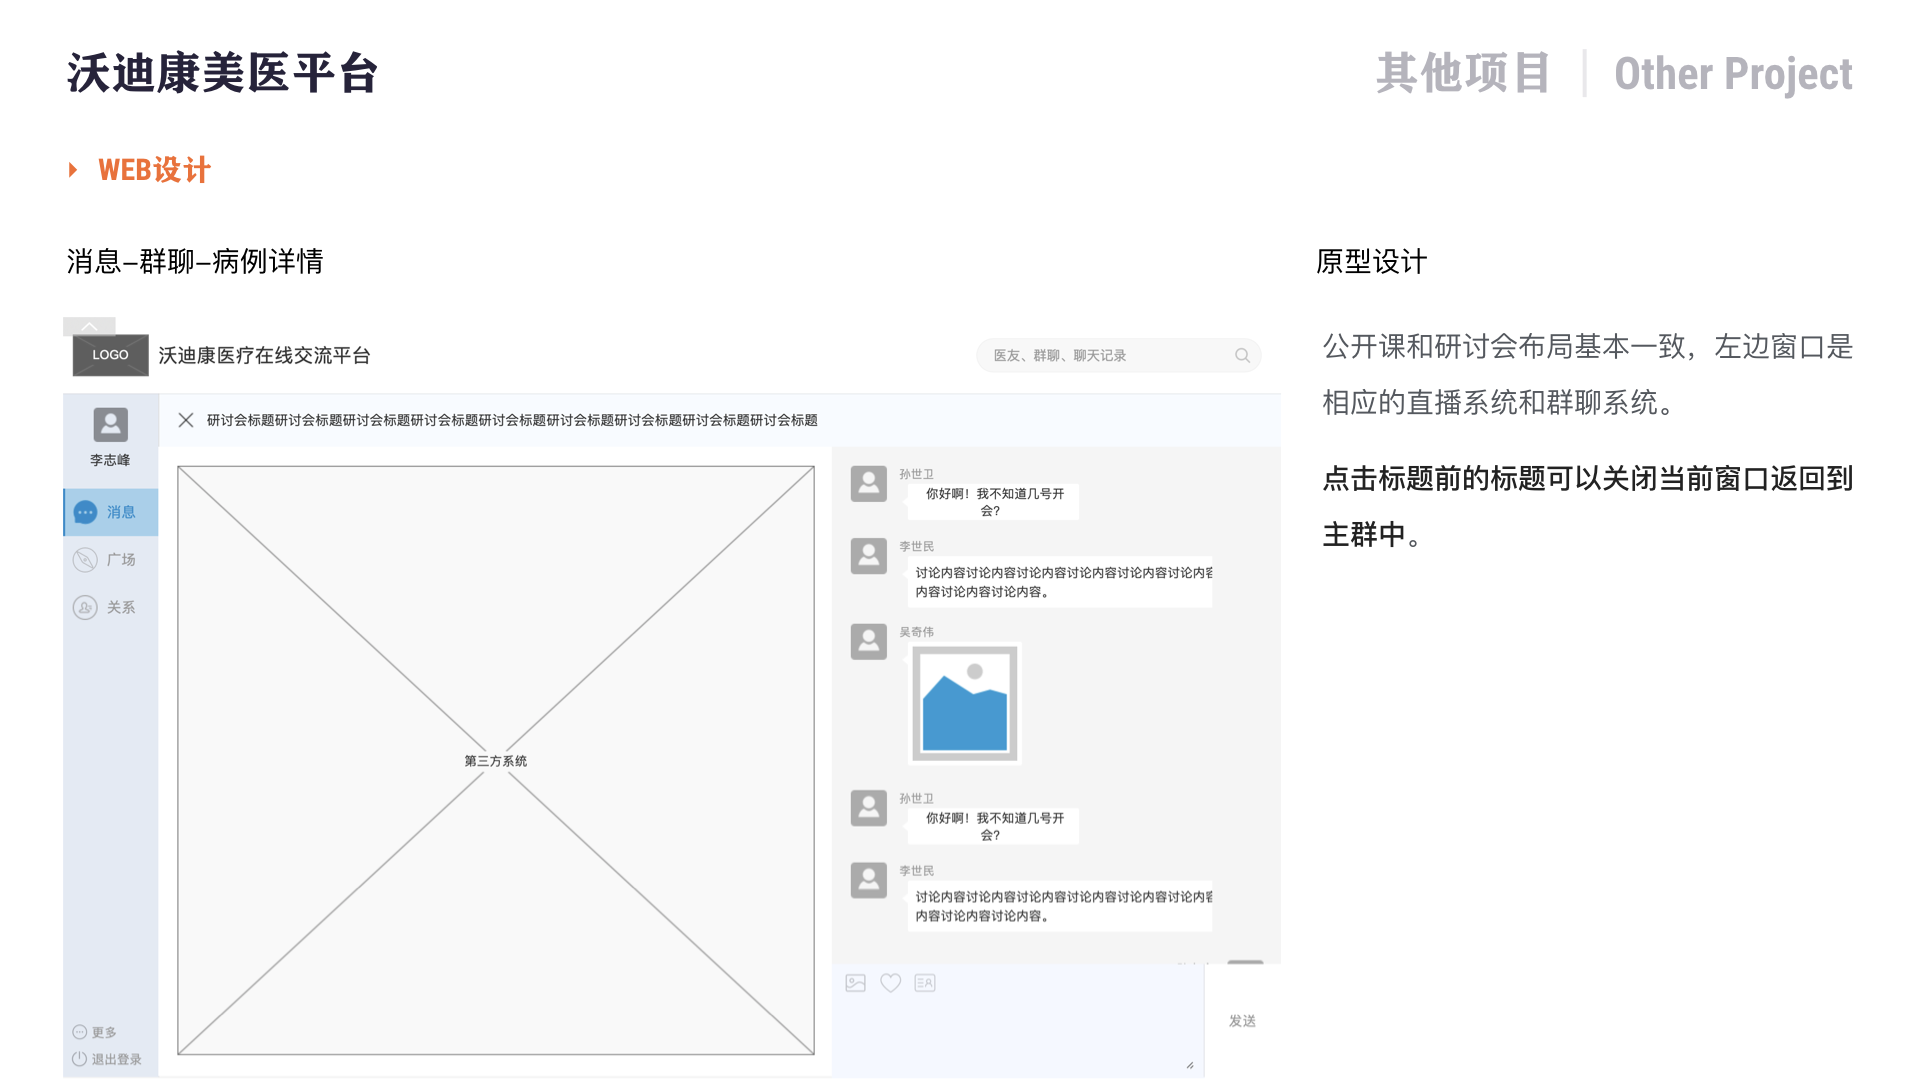 沃迪康美医平台
其他项目 | Other Project
WEB设计
消息–群聊–病例详情
原型设计
LOGO
沃迪康医疗在线交流平台
医友、群聊、聊天记录
公开课和研讨会布局基本一致，左边窗口是
相应的直播系统和群聊系统。
点击标题前的标题可以关闭当前窗口返回到
主群中。
李志峰
消息
广场
关系
更多
退出登录
研讨会标题研讨会标题研讨会标题研讨会标题研讨会标题研讨会标题研讨会标题研讨会标题研讨会标题
第三方系统
孙世卫
你好啊！我不知道几号开
会？
李世民
讨论内容讨论内容讨论内容讨论内容讨论内容讨论内容
内容讨论内容讨论内容。
吴奇伟
孙世卫
你好啊！我不知道几号开
会？
李世民
讨论内容讨论内容讨论内容讨论内容讨论内容讨论内容
内容讨论内容讨论内容。
发送